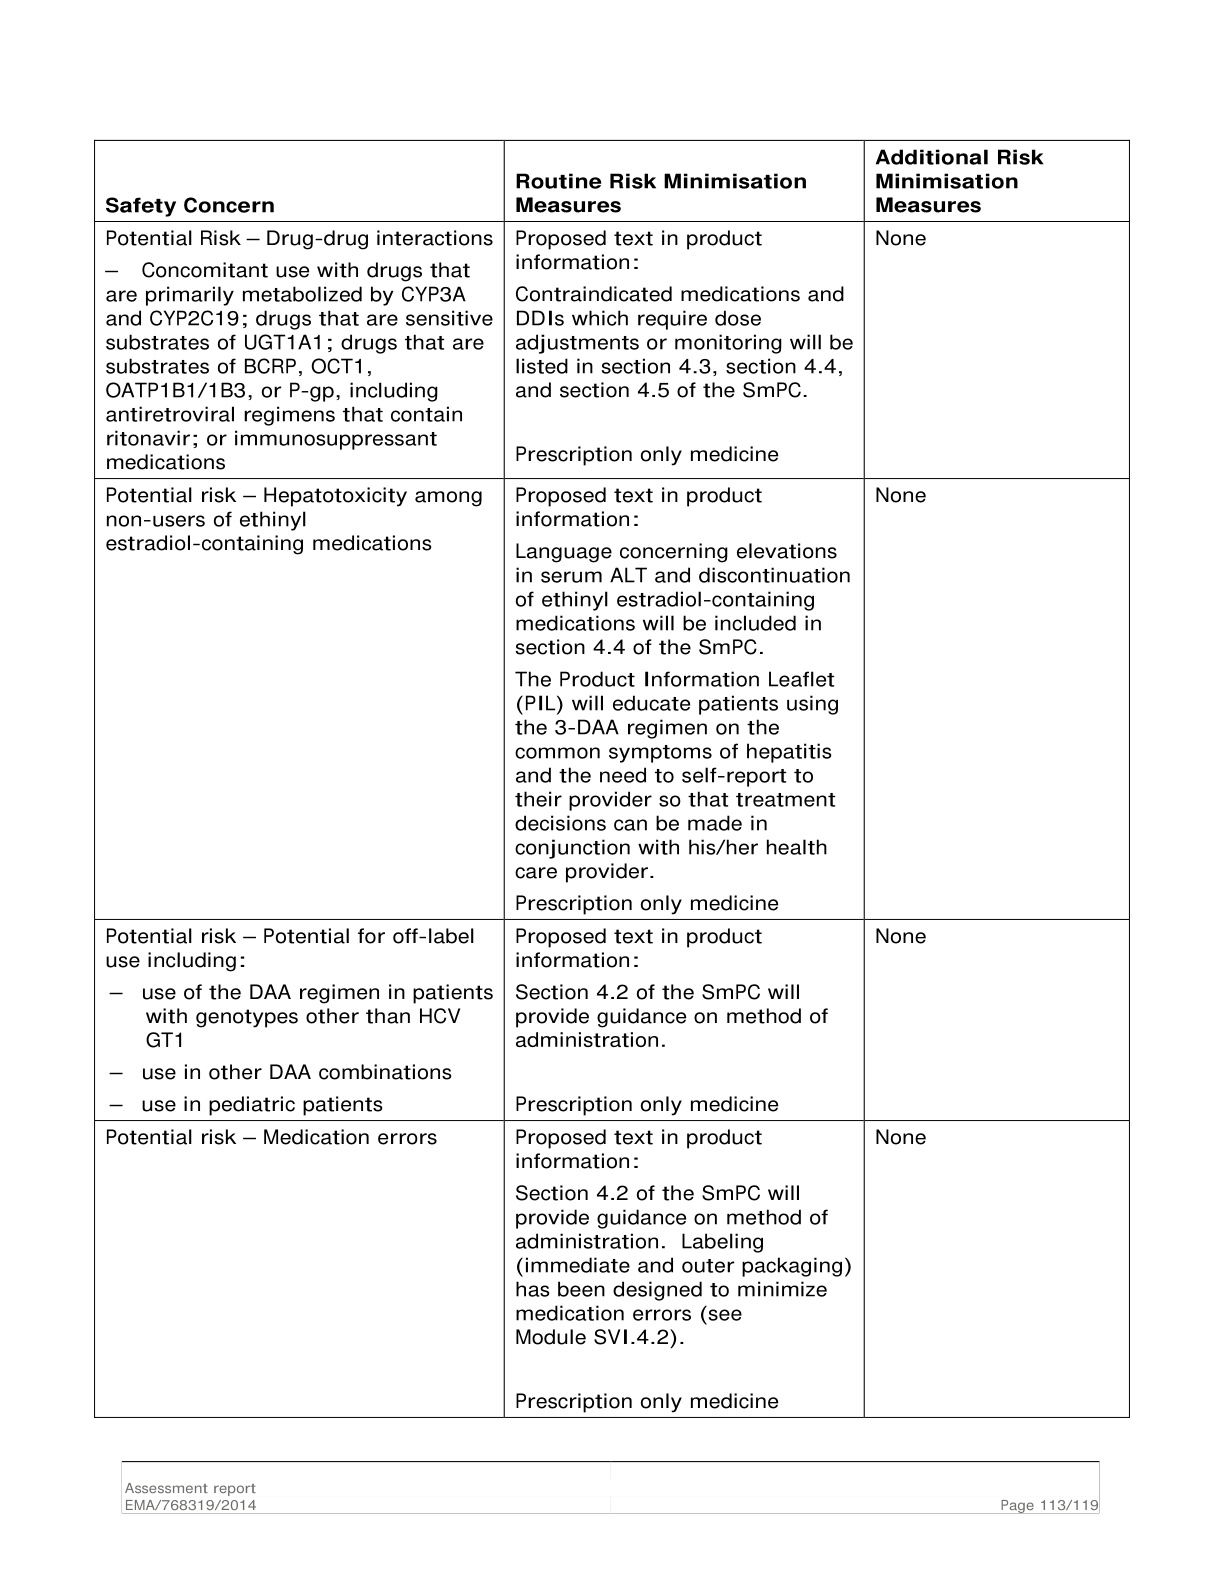 Safety Concern
Routine Risk Minimisation
Measures
Additional Risk
Minimisation
Measures
Potential Risk – Drug-drug interactions
– Concomitant use with drugs that
are primarily metabolized by CYP3A
and CYP2C19; drugs that are sensitive
substrates of UGT1A1; drugs that are
substrates of BCRP, OCT1,
OATP1B1/1B3, or P-gp, including
antiretroviral regimens that contain
ritonavir; or immunosuppressant
medications
Proposed text in product
information:
Contraindicated medications and
DDIs which require dose
adjustments or monitoring will be
listed in section 4.3, section 4.4,
and section 4.5 of the SmPC.
Prescription only medicine
None
Potential risk – Hepatotoxicity among
non-users of ethinyl
estradiol-containing medications
Proposed text in product
information:
Language concerning elevations
in serum ALT and discontinuation
of ethinyl estradiol-containing
medications will be included in
section 4.4 of the SmPC.
The Product Information Leaflet
(PIL) will educate patients using
the 3-DAA regimen on the
common symptoms of hepatitis
and the need to self-report to
their provider so that treatment
decisions can be made in
conjunction with his/her health
care provider.
Prescription only medicine
None
Potential risk – Potential for off-label
use including:
– use of the DAA regimen in patients
with genotypes other than HCV
GT1
– use in other DAA combinations
– use in pediatric patients
Proposed text in product
information:
Section 4.2 of the SmPC will
provide guidance on method of
administration.
Prescription only medicine
None
Potential risk – Medication errors
Proposed text in product
information:
Section 4.2 of the SmPC will
provide guidance on method of
administration.  Labeling
(immediate and outer packaging)
has been designed to minimize
medication errors (see
Module SVI.4.2).
Prescription only medicine
None
Assessment report
EMA/768319/2014
Page 113/119